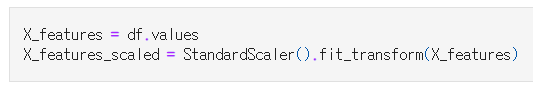 X_features = df.values
X_features_scaled = StandardScaler().fit_transform(X_features)